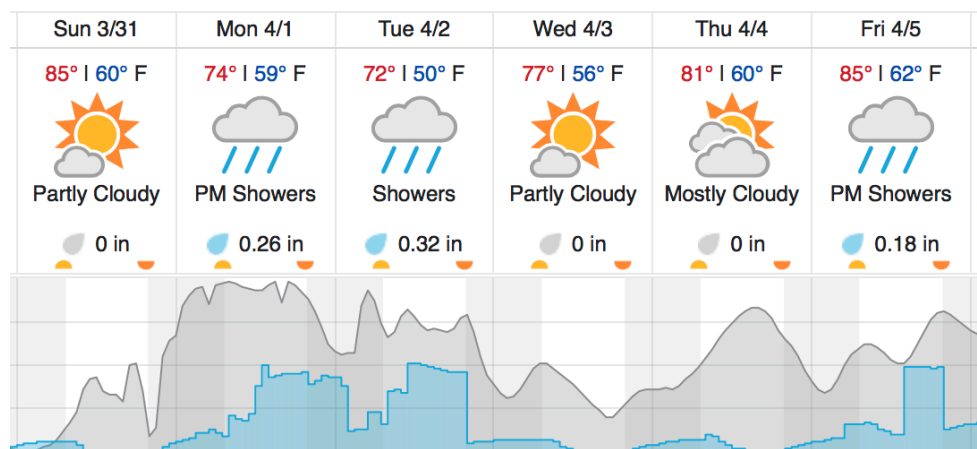 Sun 3/31 Mon 4/1 Tue 4/2 Wed 4/3 Thu 4/4 Fri 4/5
85° | 60° F 74° | 59° F 72° | 50° F 77° | 56° F 81° | 60° F 85° | 62° F
Partly Cloudy PM Showers Showers Partly Cloudy Mostly Cloudy PM Showers
0 in 0.26 in 0.32 in 0 in 0 in 0.18 in